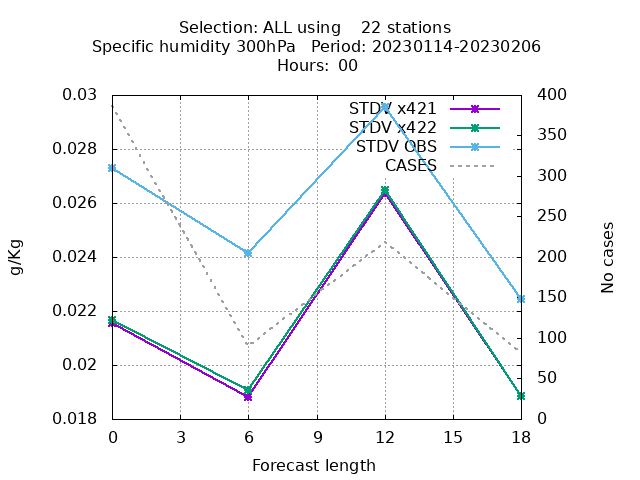 Selection: ALL using    22 stations
Specific humidity 300hPa   Period: 20230114-20230206
Hours:  00
0.03
0.028
0.026
0.024
0.022
0.02
0.018
g/Kg
STDV x421
STDV x422
STDV OBS
CASES
400
350
300
250
200
150
100
50
0
No cases
0 3 6 9 12 15 18
Forecast length